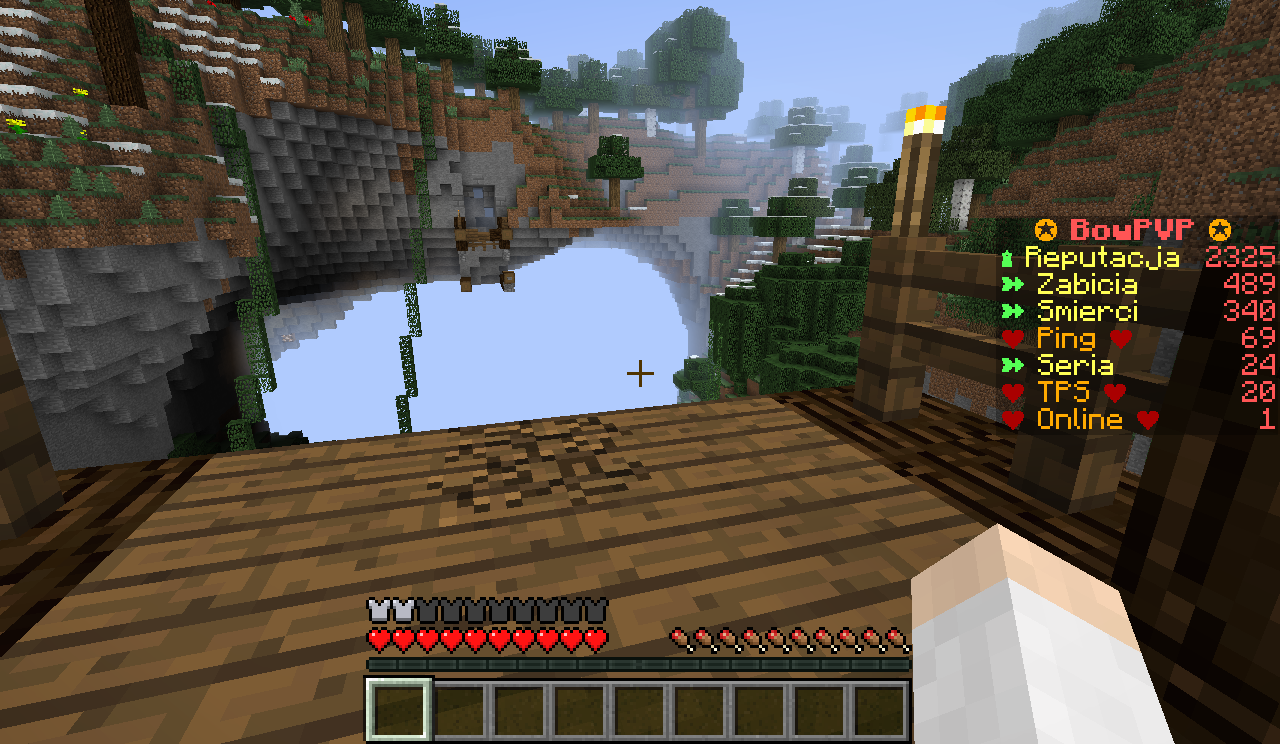 BowPVP
Reputacja 2325
Zabicia 489
Smierci 340
Ping 69
Seria 24
TPS 20
Online 1